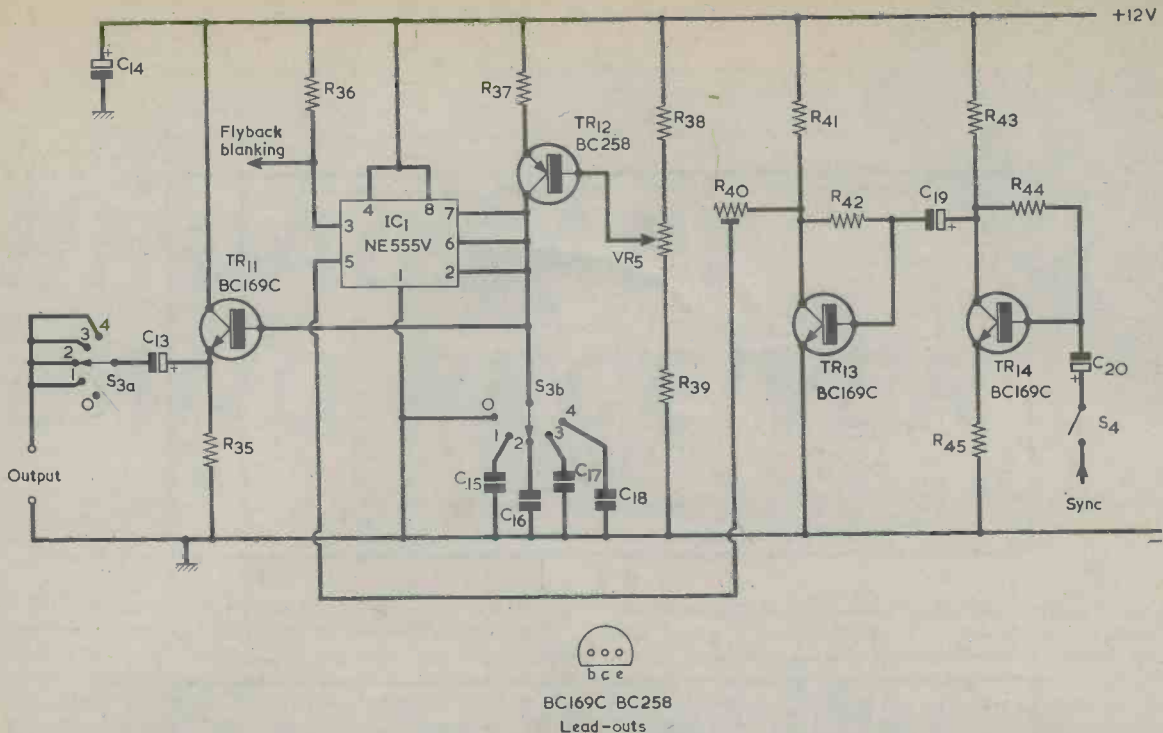 +12V
C14
R36
R37
R38
R41
R43
Flyback
blanking
TR12
BC258
R40
R42
C19
R44
4 8
3 IC1 7
NE555V 6
5 1 2
VR5
TR11
BC169C
4
3
2
1
O
S3a
C13
+
R35
Output
S3b
O
1
2
3
4
C15
C16
C17
C18
R39
TR13
BC169C
TR14
BC169C
C20
+
S4
R45
Sync
b c e
BC169C BC258
Lead-outs